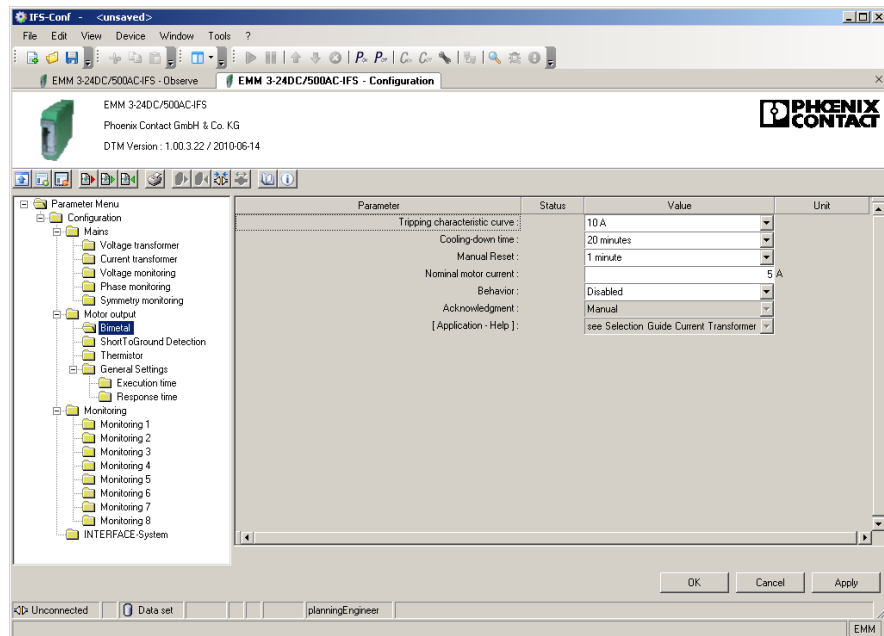 IFS-Conf - <unsaved>
File Edit View Device Window Tools ?
EMM 3-24DC/500AC-IFS - Observe
EMM 3-24DC/500AC-IFS - Configuration
EMM 3-24DC/500AC-IFS
Phoenix Contact GmbH & Co. KG
DTM Version : 1.00.3.22 / 2010-06-14
PHŒNIX
CONTACT
Parameter Menu
Configuration
Mains
Voltage transformer
Current transformer
Voltage monitoring
Phase monitoring
Symmetry monitoring
Motor output
Bimetal
ShortToGround Detection
Thermistor
General Settings
Execution time
Response time
Monitoring
Monitoring 1
Monitoring 2
Monitoring 3
Monitoring 4
Monitoring 5
Monitoring 6
Monitoring 7
Monitoring 8
INTERFACE-System
Parameter Status Value Unit
Tripping characteristic curve : 10 A
Cooling-down time : 20 minutes
Manual Reset : 1 minute
Nominal motor current : 5 A
Behavior : Disabled
Acknowledgment : Manual
[ Application - Help ] : see Selection Guide Current Transformer
OK Cancel Apply
Unconnected Data set planningEngineer
EMM